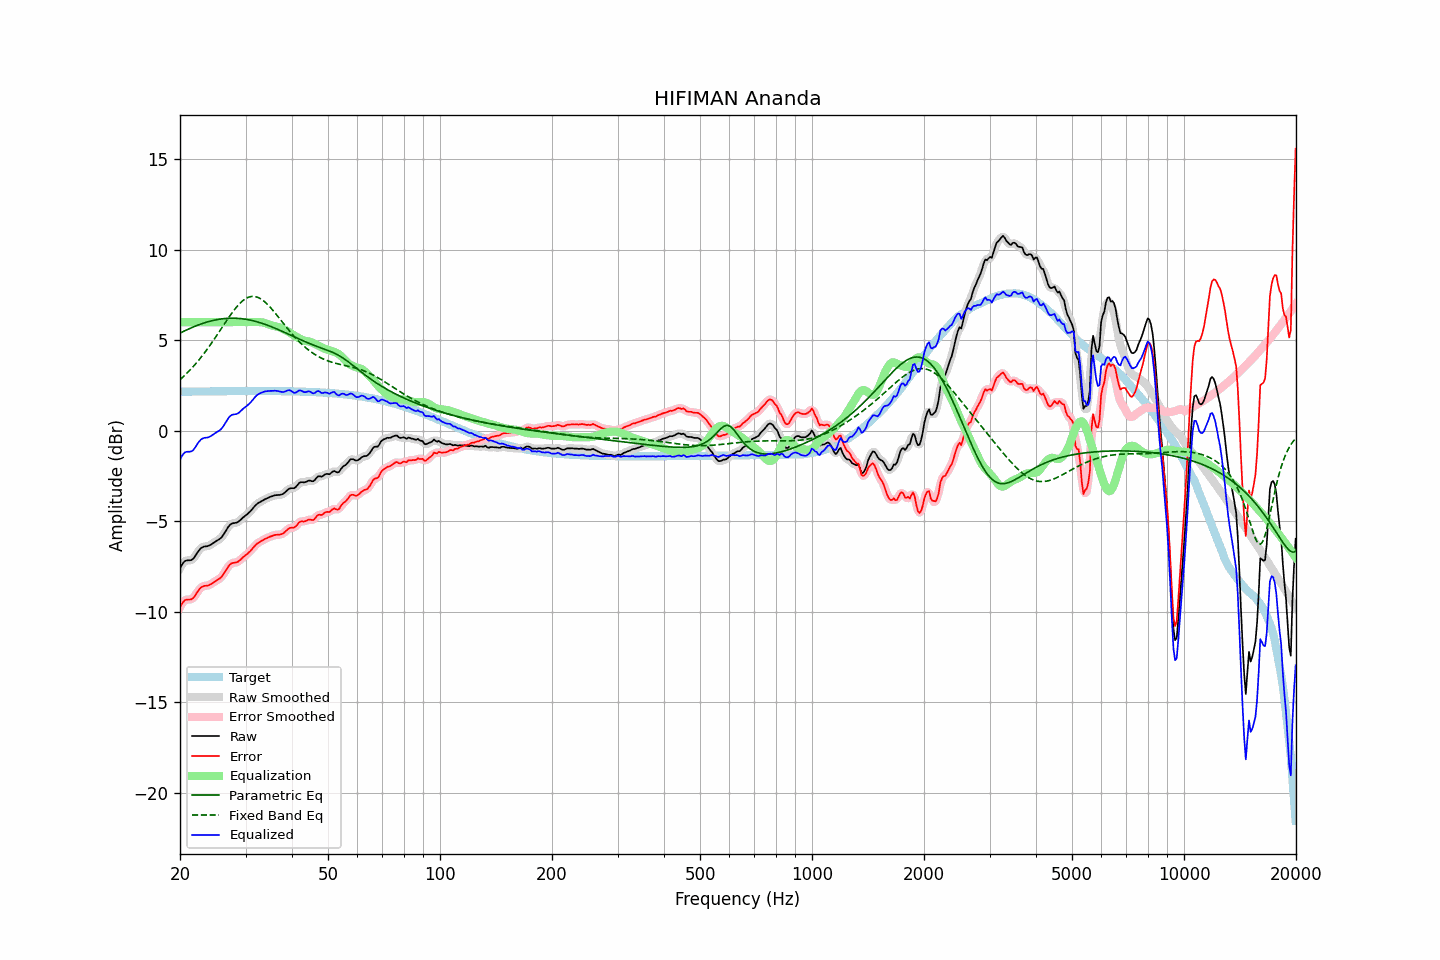 HIFIMAN Ananda
Amplitude (dBr)
15
10
5
0
−5
−10
−15
−20
Target
Raw Smoothed
Error Smoothed
Raw
Error
Equalization
Parametric Eq
Fixed Band Eq
Equalized
20 50 100 200 500 1000 2000 5000 10000 20000
Frequency (Hz)